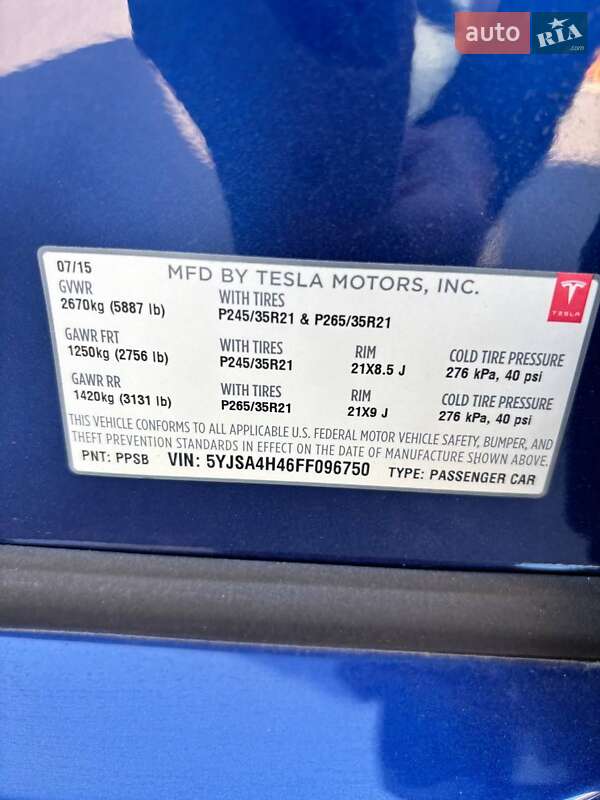 auto RIA.com
07/15
MFD BY TESLA MOTORS, INC.
GVWR WITH TIRES
2670kg (5887 lb) P245/35R21 & P265/35R21
TESLA
GAWR FRT WITH TIRES RIM COLD TIRE PRESSURE
1250kg (2756 lb) P245/35R21 21X8.5 J 276 kPa, 40 psi
GAWR RR WITH TIRES RIM COLD TIRE PRESSURE
1420kg (3131 lb) P265/35R21 21X9 J 276 kPa, 40 psi
THIS VEHICLE CONFORMS TO ALL APPLICABLE U.S. FEDERAL MOTOR VEHICLE SAFETY, BUMPER, AND
THEFT PREVENTION STANDARDS IN EFFECT ON THE DATE OF MANUFACTURE SHOWN ABOVE.
PNT: PPSB VIN: 5YJSA4H46FF096750 TYPE: PASSENGER CAR